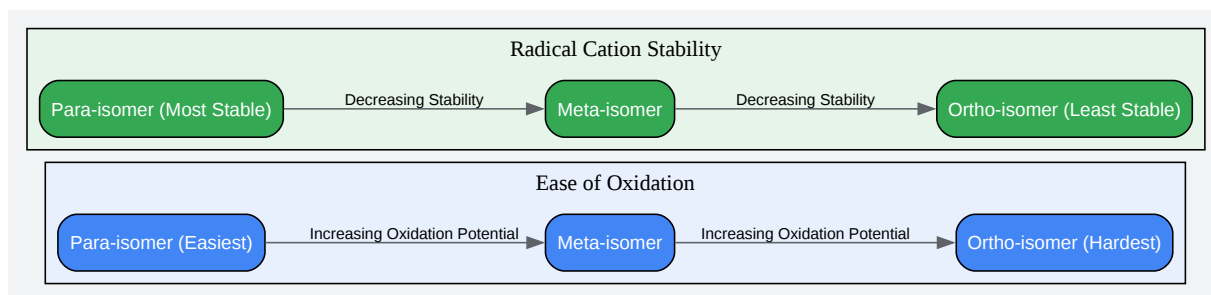 Radical Cation Stability
Para-isomer (Most Stable)
Decreasing Stability
Meta-isomer
Decreasing Stability
Ortho-isomer (Least Stable)
Ease of Oxidation
Para-isomer (Easiest)
Increasing Oxidation Potential
Meta-isomer
Increasing Oxidation Potential
Ortho-isomer (Hardest)